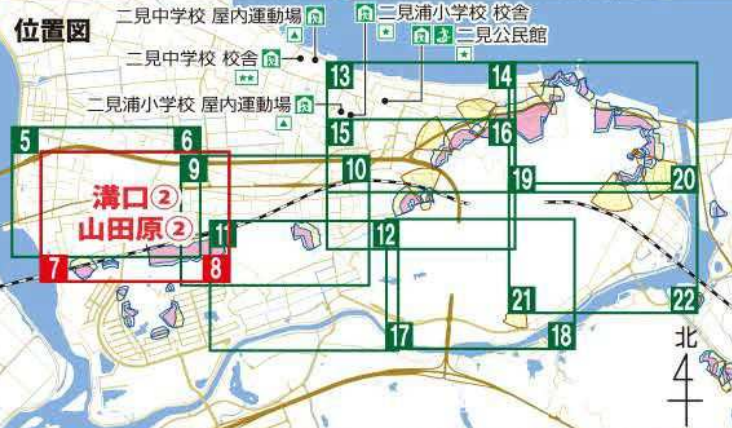 位置図
二見中学校 屋内運動場
▲
二見浦小学校 校舎
★
二見公民館
★
二見中学校 校舎
★★
二見浦小学校 屋内運動場
▲
13
14
5
6
15
16
9
10
19
20
溝口②
山田原②
11
12
7
8
21
22
17
18
北